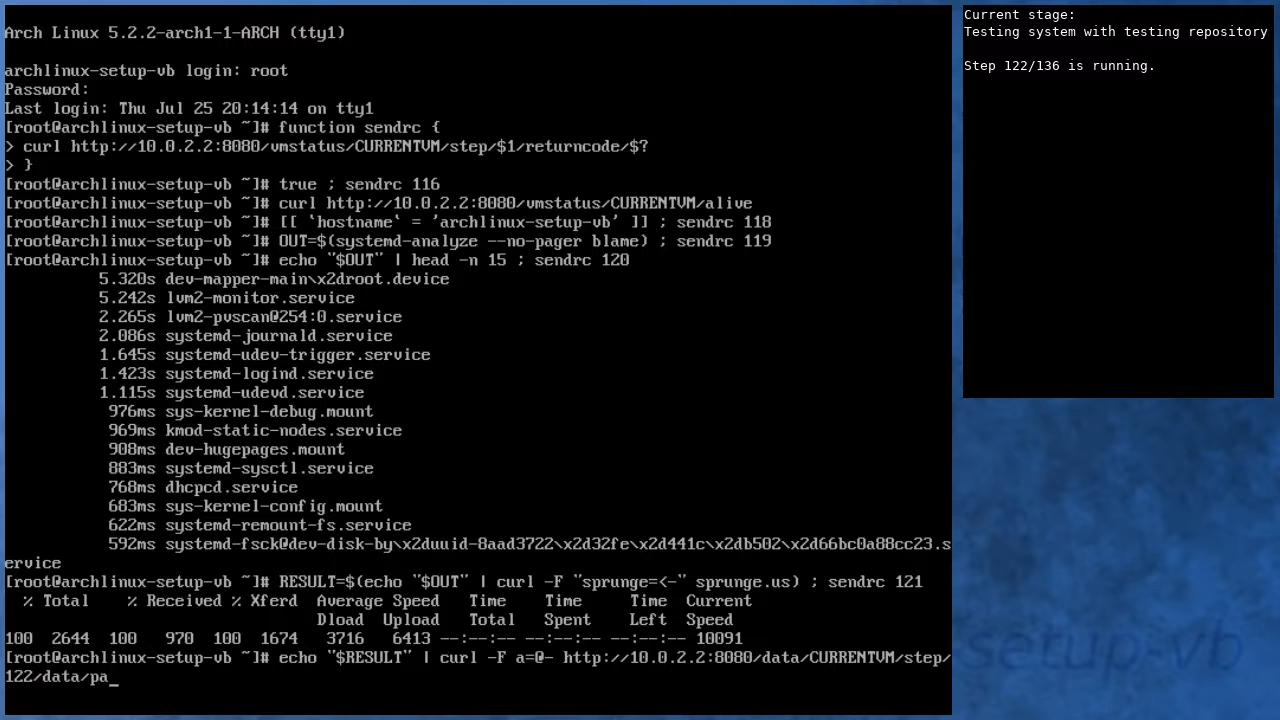 Arch Linux 5.2.2-arch1-1-ARCH (tty1)
archlinux-setup-vb login: root
Password:
Last login: Thu Jul 25 20:14:14 on tty1
[root@archlinux-setup-vb ~]# function sendrc {
> curl http://10.0.2.2:8080/vmstatus/CURRENTVM/step/$1/returncode/$?
> }
[root@archlinux-setup-vb ~]# true ; sendrc 116
[root@archlinux-setup-vb ~]# curl http://10.0.2.2:8080/vmstatus/CURRENTVM/alive
[root@archlinux-setup-vb ~]# [[ `hostname` = 'archlinux-setup-vb' ]] ; sendrc 118
[root@archlinux-setup-vb ~]# OUT=$(systemd-analyze --no-pager blame) ; sendrc 119
[root@archlinux-setup-vb ~]# echo "$OUT" | head -n 15 ; sendrc 120
5.320s dev-mapper-main\x2droot.device
5.242s lvm2-monitor.service
2.265s lvm2-pvscan@254:0.service
2.086s systemd-journald.service
1.645s systemd-udev-trigger.service
1.423s systemd-logind.service
1.115s systemd-udevd.service
976ms sys-kernel-debug.mount
969ms kmod-static-nodes.service
908ms dev-hugepages.mount
883ms systemd-sysctl.service
768ms dhcpcd.service
683ms sys-kernel-config.mount
622ms systemd-remount-fs.service
592ms systemd-fsck@dev-disk-by\x2duuid-8aad3722\x2d32fe\x2d441c\x2db502\x2d66bc0a88cc23.s
ervice
[root@archlinux-setup-vb ~]# RESULT=$(echo "$OUT" | curl -F "sprunge=<-" sprunge.us) ; sendrc 121
% Total % Received % Xferd Average Speed Time Time Time Current
Dload Upload Total Spent Left Speed
100 2644 100 970 100 1674 3716 6413 --:--:-- --:--:-- --:--:-- 10091
[root@archlinux-setup-vb ~]# echo "$RESULT" | curl -F a=@- http://10.0.2.2:8080/data/CURRENTVM/step/
122/data/pa_
Current stage:
Testing system with testing repository
Step 122/136 is running.
setup-vb